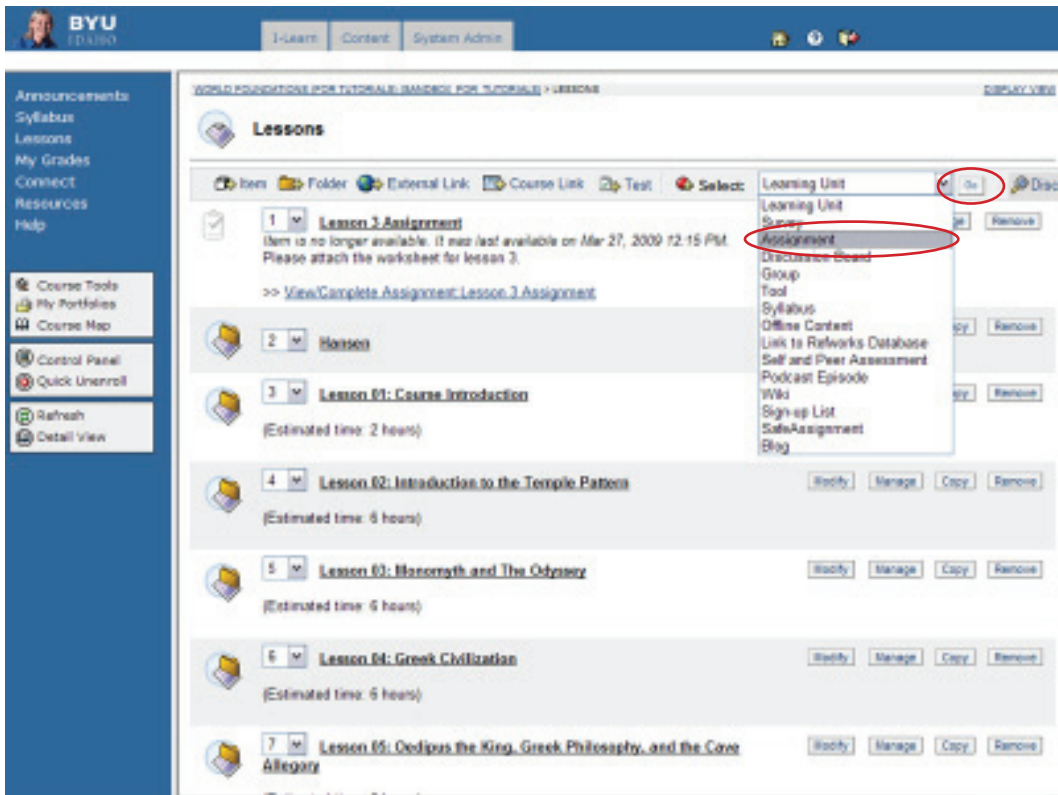 BYU
IDAHO
I-Learn Content System Admin
Announcements
Syllabus
Lessons
My Grades
Connect
Resources
Help
Course Tools
My Portfolios
Course Map
Control Panel
Quick Unenroll
Refresh
Detail View
WORLD FOUNDATIONS (FOR TUTORIALS) (SANDBOX FOR TUTORIALS) > LESSONS DISPLAY VIEW
Lessons
Item Folder External Link Course Link Test Select: Learning Unit Go Disc
Learning Unit
Survey
Assignment
Discussion Board
Group
Tool
Syllabus
Offline Content
Link to Refworks Database
Self and Peer Assessment
Podcast Episode
Wiki
Sign-up List
SafeAssignment
Blog
1 Lesson 3 Assignment Remove
Item is no longer available. It was last available on Mar 27, 2009 12:15 PM.
Please attach the worksheet for lesson 3.
>> View/Complete Assignment: Lesson 3 Assignment
2 Hansen Remove
3 Lesson 01: Course Introduction Remove
(Estimated time: 2 hours)
4 Lesson 02: Introduction to the Temple Pattern Modify Manage Copy Remove
(Estimated time: 6 hours)
5 Lesson 03: Monomyth and The Odyssey Modify Manage Copy Remove
(Estimated time: 6 hours)
6 Lesson 04: Greek Civilization Modify Manage Copy Remove
(Estimated time: 6 hours)
7 Lesson 05: Oedipus the King, Greek Philosophy, and the Cave Modify Manage Copy Remove
Allegory